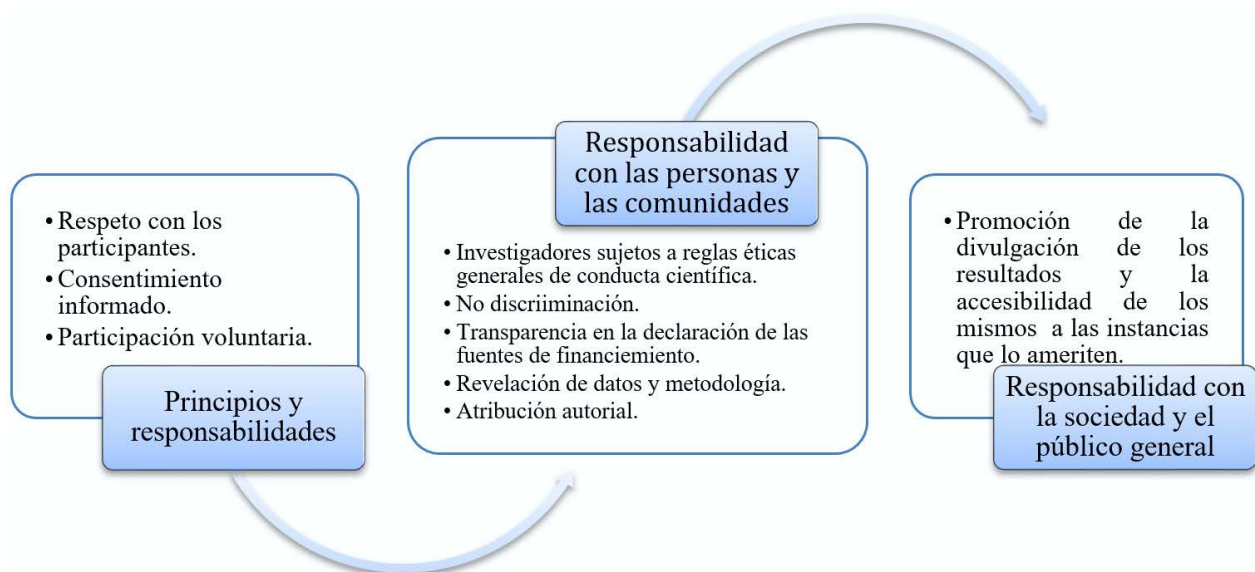 • Respeto con los
participantes.
• Consentimiento
informado.
• Participación voluntaria.
Principios y
responsabilidades
Responsabilidad
con las personas y
las comunidades
• Investigadores sujetos a reglas éticas
generales de conducta científica.
• No discriiminación.
• Transparencia en la declaración de las
fuentes de financiemiento.
• Revelación de datos y metodología.
• Atribución autorial.
• Promoción de la
divulgación de los
resultados y la
accesibilidad de los
mismos a las instancias
que lo ameriten.
Responsabilidad con
la sociedad y el
público general